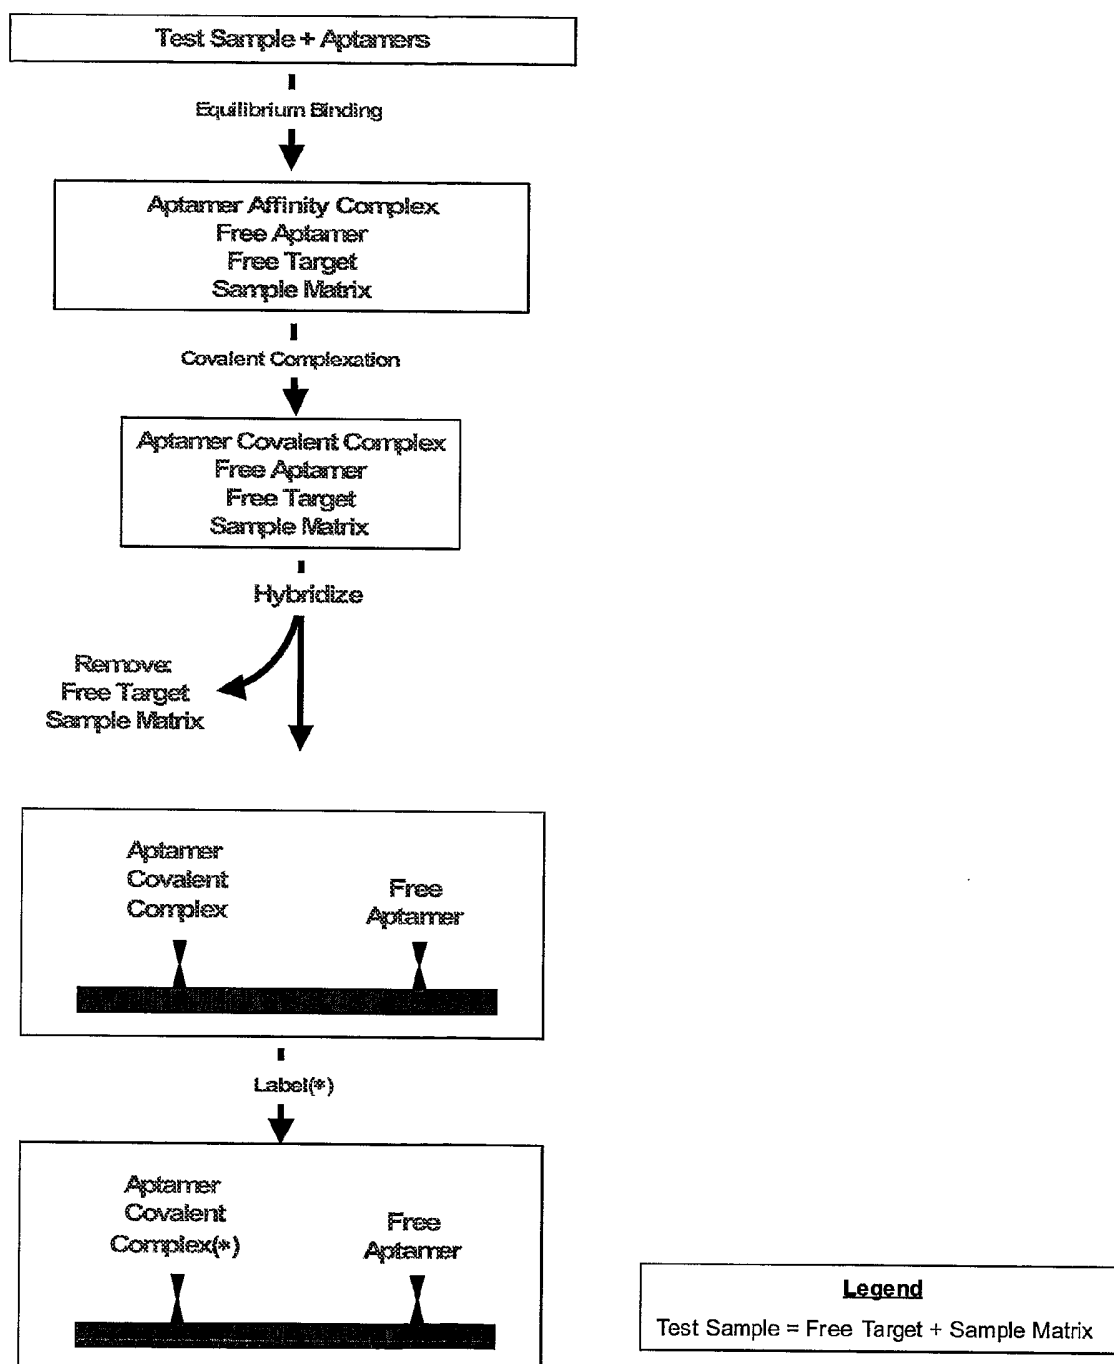 Test Sample + Aptamers
Equilibrium Binding
Aptamer Affinity Complex
Free Aptamer
Free Target
Sample Matrix
Covalent Complexation
Aptamer Covalent Complex
Free Aptamer
Free Target
Sample Matrix
Hybridize
Remove:
Free Target
Sample Matrix
Aptamer
Covalent
Complex
Free
Aptamer
Label(*)
Aptamer
Covalent
Complex(*)
Free
Aptamer
Legend
Test Sample = Free Target + Sample Matrix